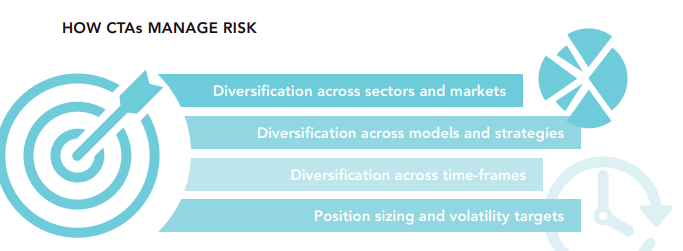 HOW CTAs MANAGE RISK
Diversification across sectors and markets
Diversification across models and strategies
Diversification across time-frames
Position sizing and volatility targets